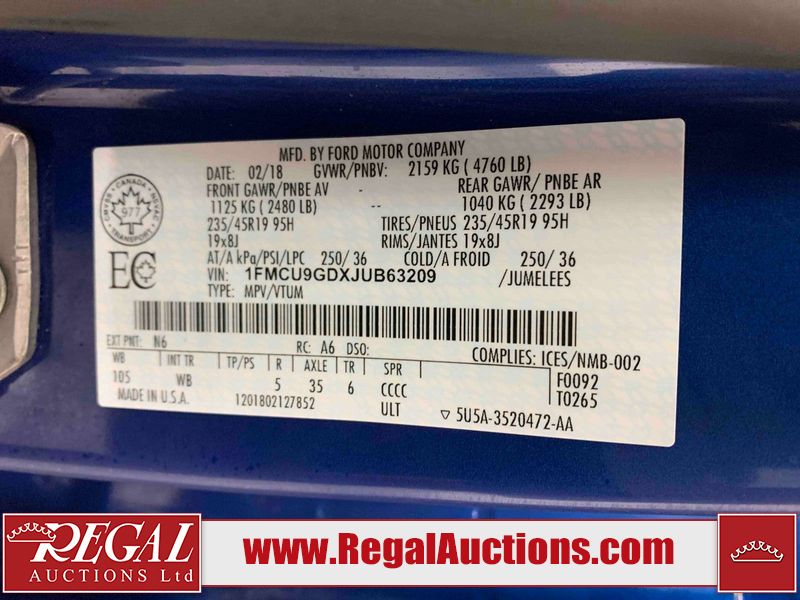 MFD. BY FORD MOTOR COMPANY
DATE: 02/18 GVWR/PNBV: 2159 KG ( 4760 LB)
FRONT GAWR/PNBE AV - REAR GAWR/ PNBE AR
1125 KG ( 2480 LB) -- 1040 KG ( 2293 LB)
235/45R19 95H TIRES/PNEUS 235/45R19 95H
19x8J RIMS/JANTES 19x8J
AT/A kPa/PSI/LPC 250/ 36 COLD/A FROID 250/ 36
VIN: 1FMCU9GDXJUB63209 /JUMELEES
TYPE: MPV/VTUM
CANADA
977
TRANSPORT
EC
EXT PNT: N6 RC: A6 DSO: COMPLIES: ICES/NMB-002
WB INT TR TP/PS R AXLE TR SPR F0092
105 WB 5 35 6 CCCC T0265
MADE IN U.S.A. 1201802127852 ULT 5U5A-3520472-AA
REGAL
AUCTIONS Ltd
www.RegalAuctions.com